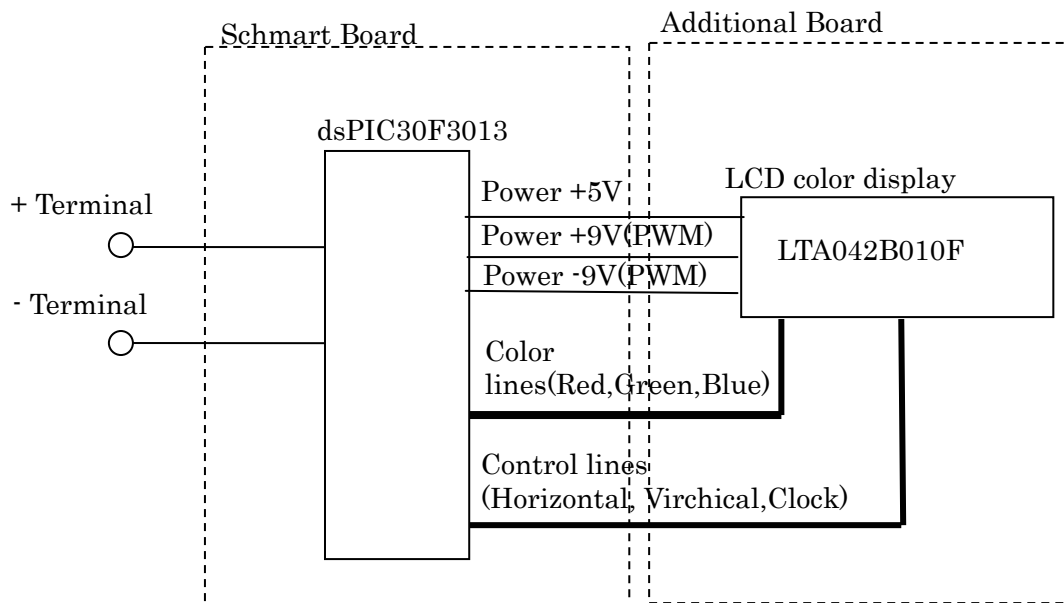 Schmart Board
Additional Board
dsPIC30F3013
+ Terminal
- Terminal
Power +5V
Power +9V(PWM)
Power -9V(PWM)
LCD color display
LTA042B010F
Color
lines(Red,Green,Blue)
Control lines
(Horizontal, Virchical,Clock)